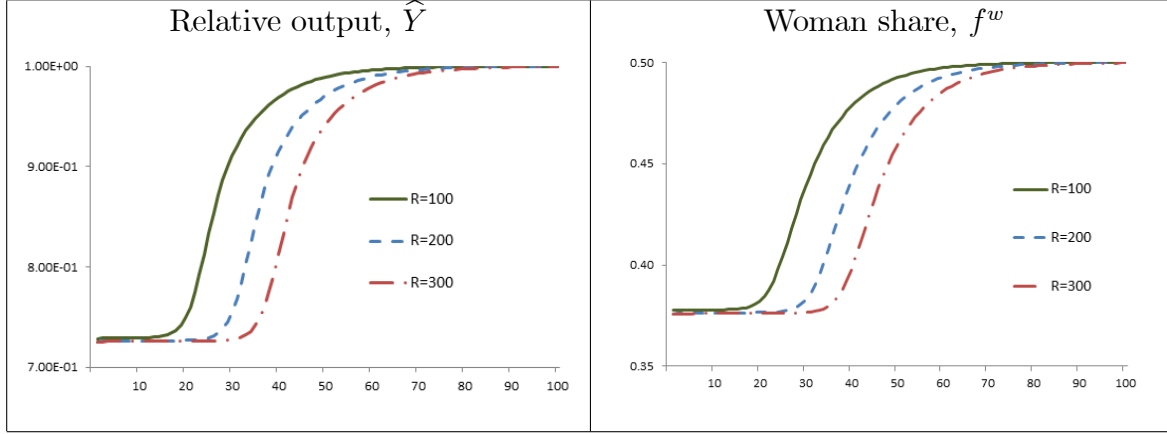 Relative output, Ŷ
1.00E+00
9.00E-01
8.00E-01
7.00E-01
R=100
R=200
R=300
10 20 30 40 50 60 70 80 90 100
Woman share, f^w
0.50
0.45
0.40
0.35
R=100
R=200
R=300
10 20 30 40 50 60 70 80 90 100